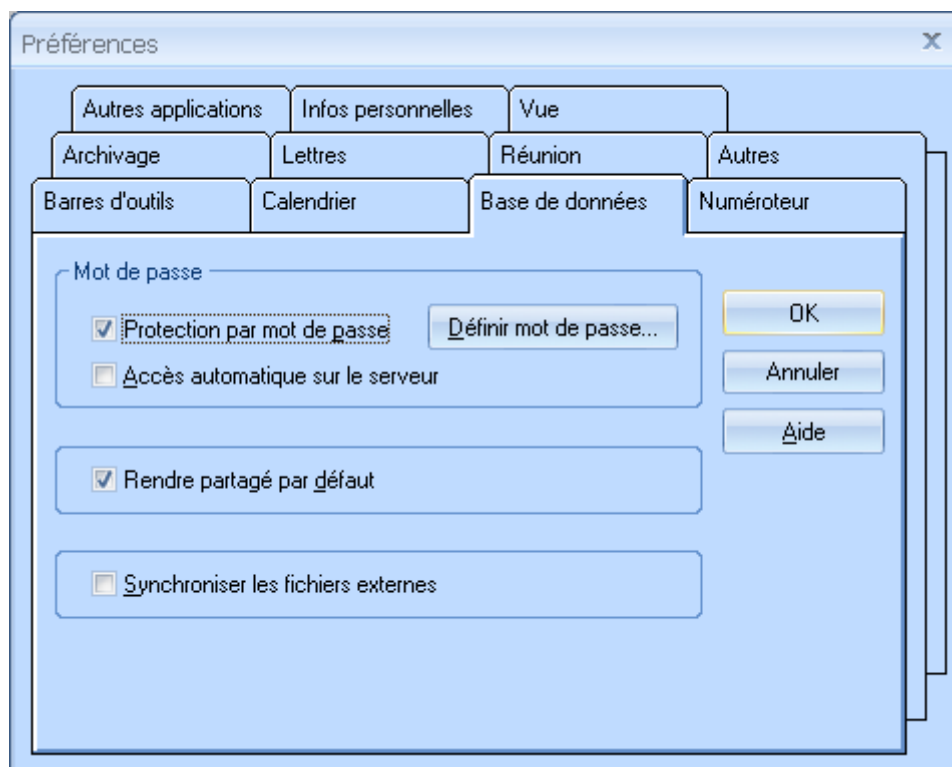 Préférences
Autres applications
Infos personnelles
Vue
Archivage
Lettres
Réunion
Autres
Barres d'outils
Calendrier
Base de données
Numéroteur
Mot de passe
Protection par mot de passe
Définir mot de passe...
Accès automatique sur le serveur
Rendre partagé par défaut
Synchroniser les fichiers externes
OK
Annuler
Aide